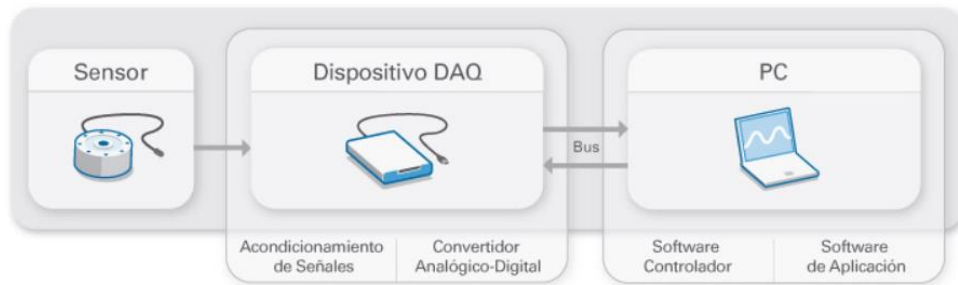 Sensor
Dispositivo DAQ
PC
Bus
Acondicionamiento
de Señales
Convertidor
Analógico-Digital
Software
Controlador
Software
de Aplicación